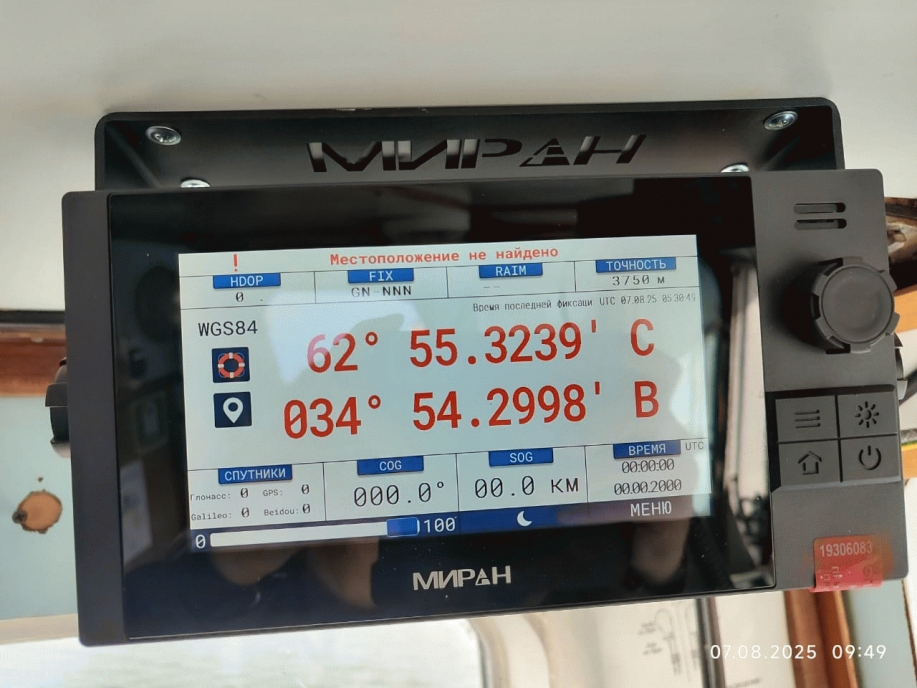 МИРАН
! Местоположение не найдено
HDOP FIX RAIM ТОЧНОСТЬ
0 GN-NNN -- 3750 м
Время последней фиксаци UTC 07.08.25 05:30:49
WGS84
62° 55.3239' С
034° 54.2998' В
СПУТНИКИ COG SOG ВРЕМЯ UTC
Глонасс: 0 GPS: 0 000.0° 00.0 КМ 00:00:00
Galileo: 0 Beidou: 0 00.00.2000
0 100 МЕНЮ
МИРАН
19306083
07.08.2025 09:49